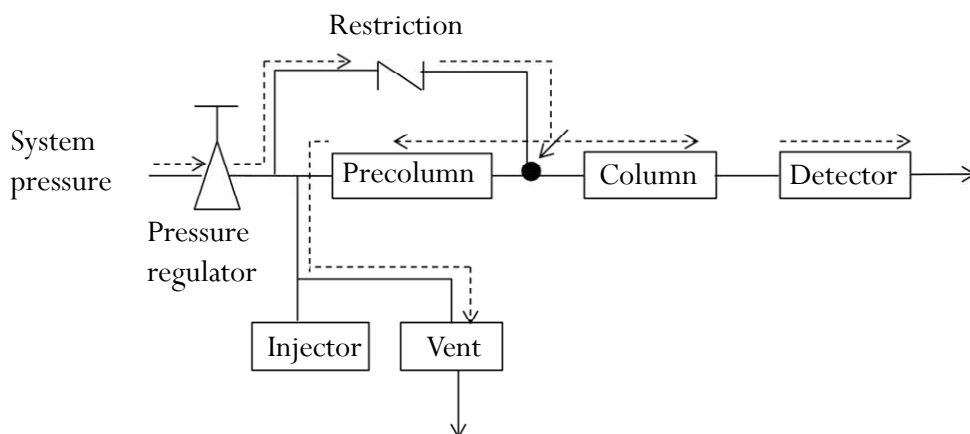 Restriction
System
pressure
Precolumn
Column
Detector
Pressure
regulator
Injector
Vent